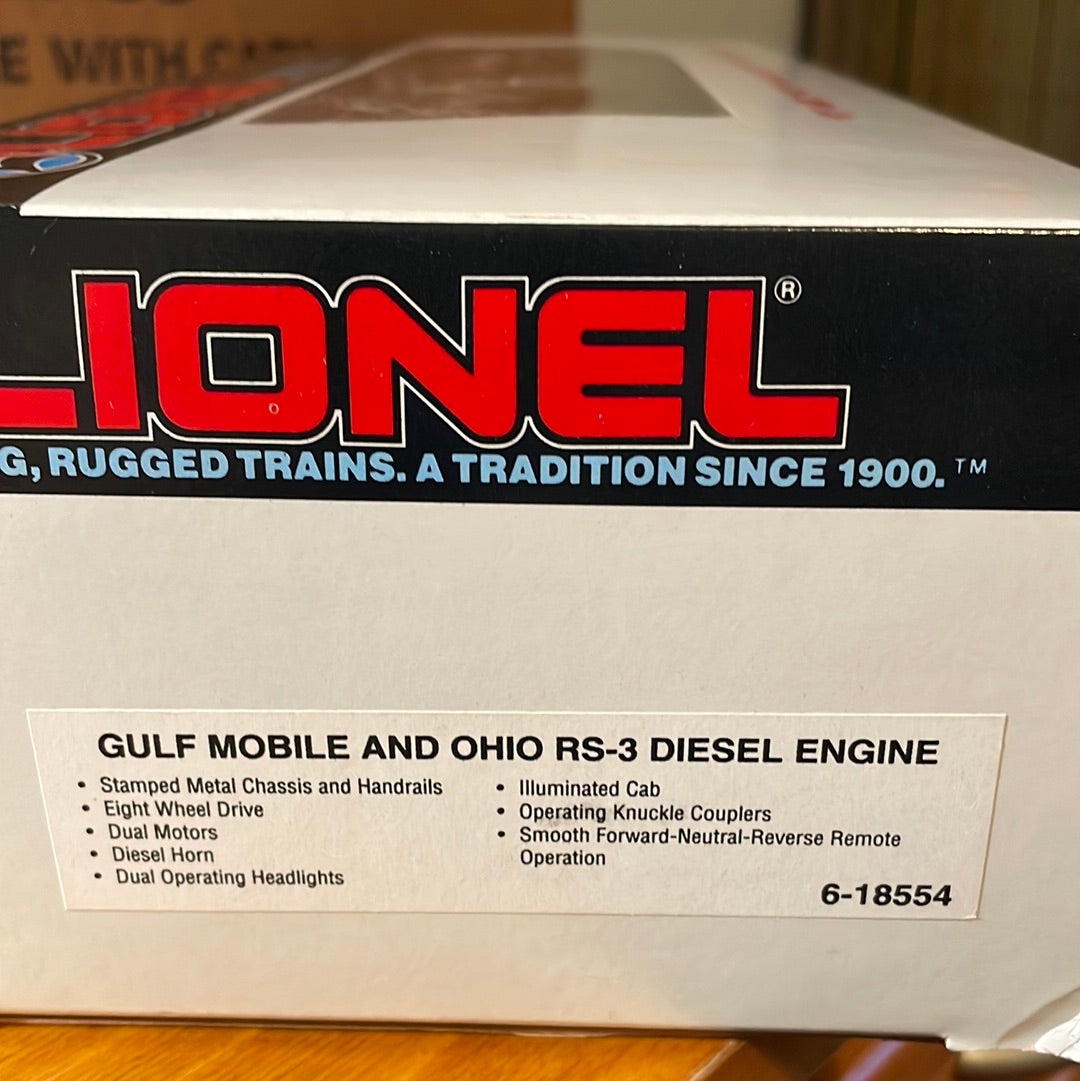 E WITH
LIONEL®
G, RUGGED TRAINS. A TRADITION SINCE 1900.™
GULF MOBILE AND OHIO RS-3 DIESEL ENGINE
• Stamped Metal Chassis and Handrails
• Eight Wheel Drive
• Dual Motors
• Diesel Horn
• Dual Operating Headlights
• Illuminated Cab
• Operating Knuckle Couplers
• Smooth Forward-Neutral-Reverse Remote
Operation
6-18554